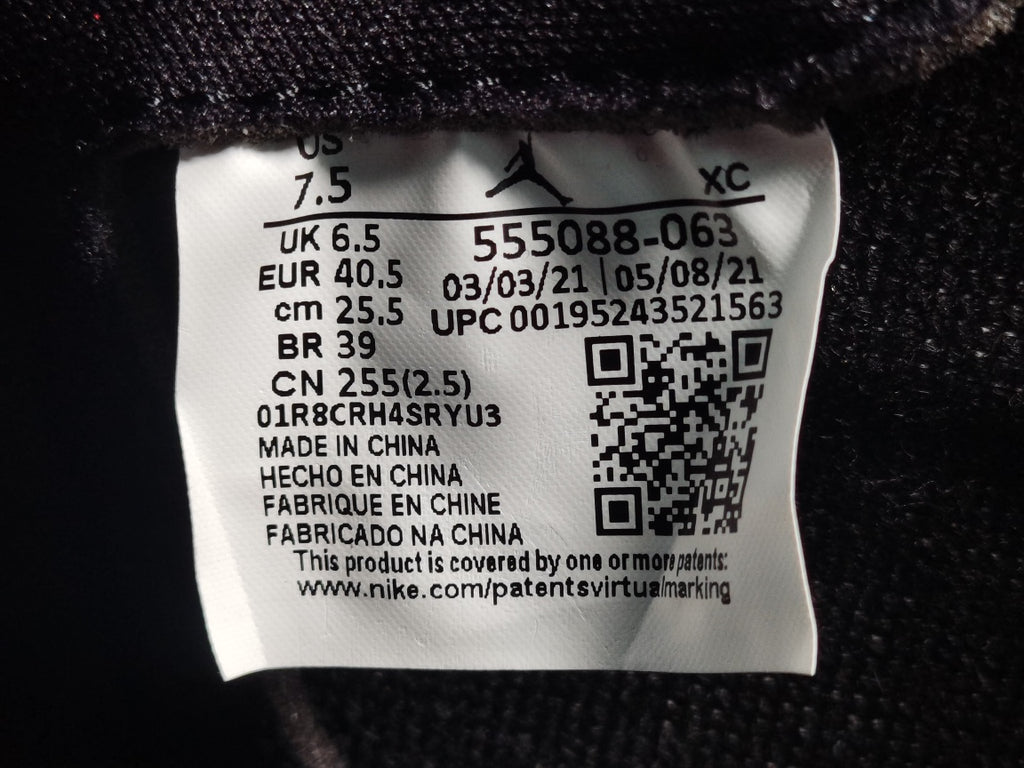 US
7.5
XC
UK 6.5
555088-063
EUR 40.5
03/03/21 | 05/08/21
cm 25.5
UPC 00195243521563
BR 39
CN 255(2.5)
01R8CRH4SRYU3
MADE IN CHINA
HECHO EN CHINA
FABRIQUE EN CHINE
FABRICADO NA CHINA
This product is covered by one or more patents:
www.nike.com/patentsvirtualmarking